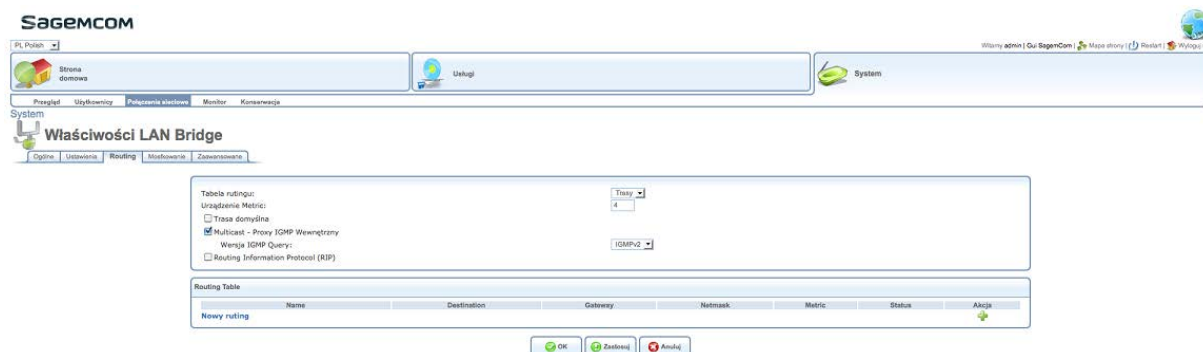 SAGEMCOM
PL Polish
Witamy admin | Gui SagemCom | Mapa strony | Restart | Wyloguj
Strona domowa
Usługi
System
Przegląd Użytkownicy Połączenia sieciowe Monitor Konserwacja
System
Właściwości LAN Bridge
Ogólne Ustawienia Routing Mostkowanie Zaawansowane
Tabela rutingu: Trasy
Urządzenie Metric: 4
Trasa domyślna
Multicast - Proxy IGMP Wewnętrzny
Wersja IGMP Query: IGMPv2
Routing Information Protocol (RIP)
Routing Table
Name Destination Gateway Netmask Metric Status Akcja
Nowy ruting
OK Zastosuj Anuluj